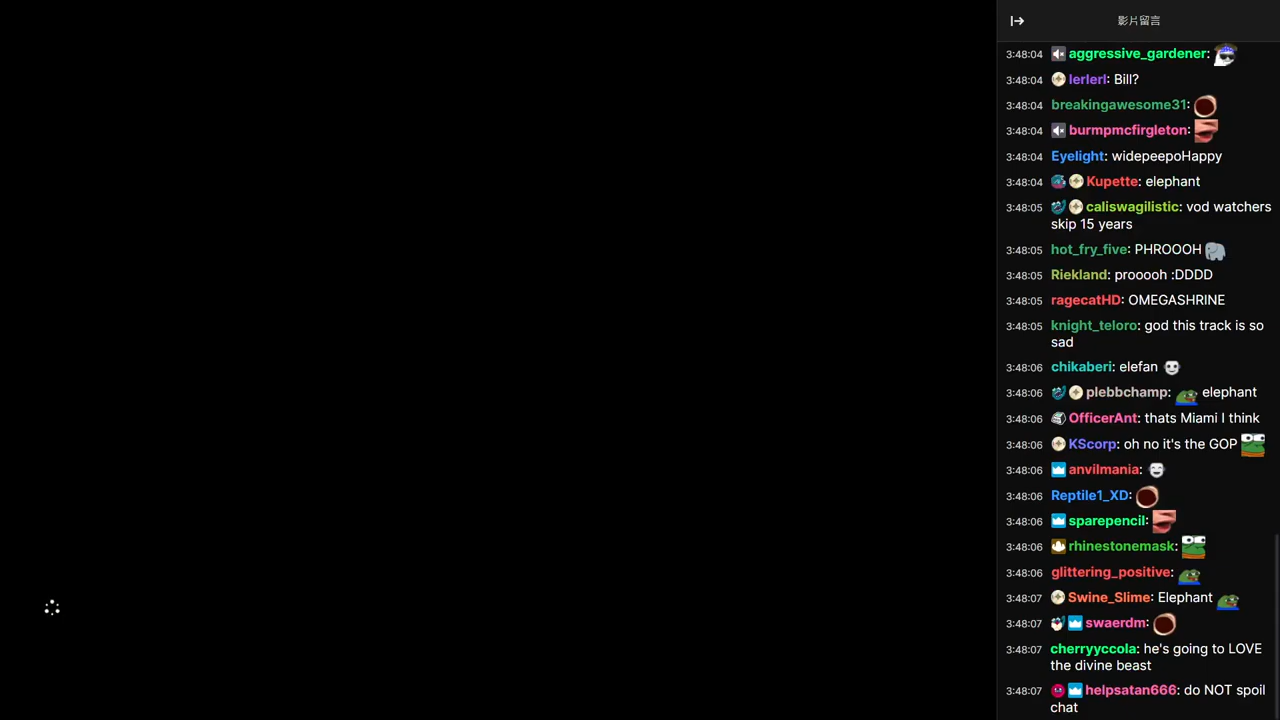 影片留言
3:48:04 aggressive_gardener:
3:48:04 lerlerl: Bill?
3:48:04 breakingawesome31:
3:48:04 burmpmcfirgleton:
3:48:04 Eyelight: widepeepoHappy
3:48:04 Kupette: elephant
3:48:05 caliswagilistic: vod watchers
skip 15 years
3:48:05 hot_fry_five: PHROOOH
3:48:05 Riekland: prooooh :DDDD
3:48:05 ragecatHD: OMEGASHRINE
3:48:05 knight_teloro: god this track is so
sad
3:48:06 chikaberi: elefan
3:48:06 plebbchamp: elephant
3:48:06 OfficerAnt: thats Miami I think
3:48:06 KScorp: oh no it's the GOP
3:48:06 anvilmania:
3:48:06 Reptile1_XD:
3:48:06 sparepencil:
3:48:06 rhinestonemask:
3:48:06 glittering_positive:
3:48:07 Swine_Slime: Elephant
3:48:07 swaerdm:
3:48:07 cherryyccola: he's going to LOVE
the divine beast
3:48:07 helpsatan666: do NOT spoil
chat